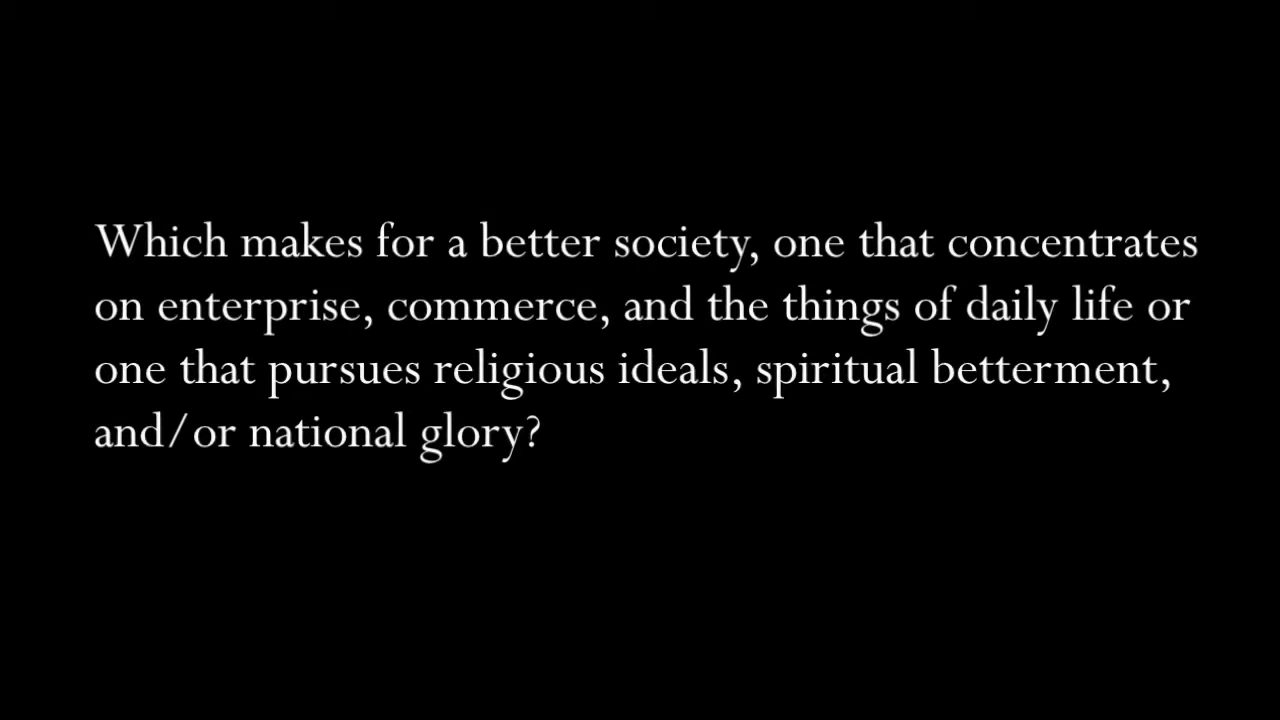 Which makes for a better society, one that concentrates
on enterprise, commerce, and the things of daily life or
one that pursues religious ideals, spiritual betterment,
and/or national glory?